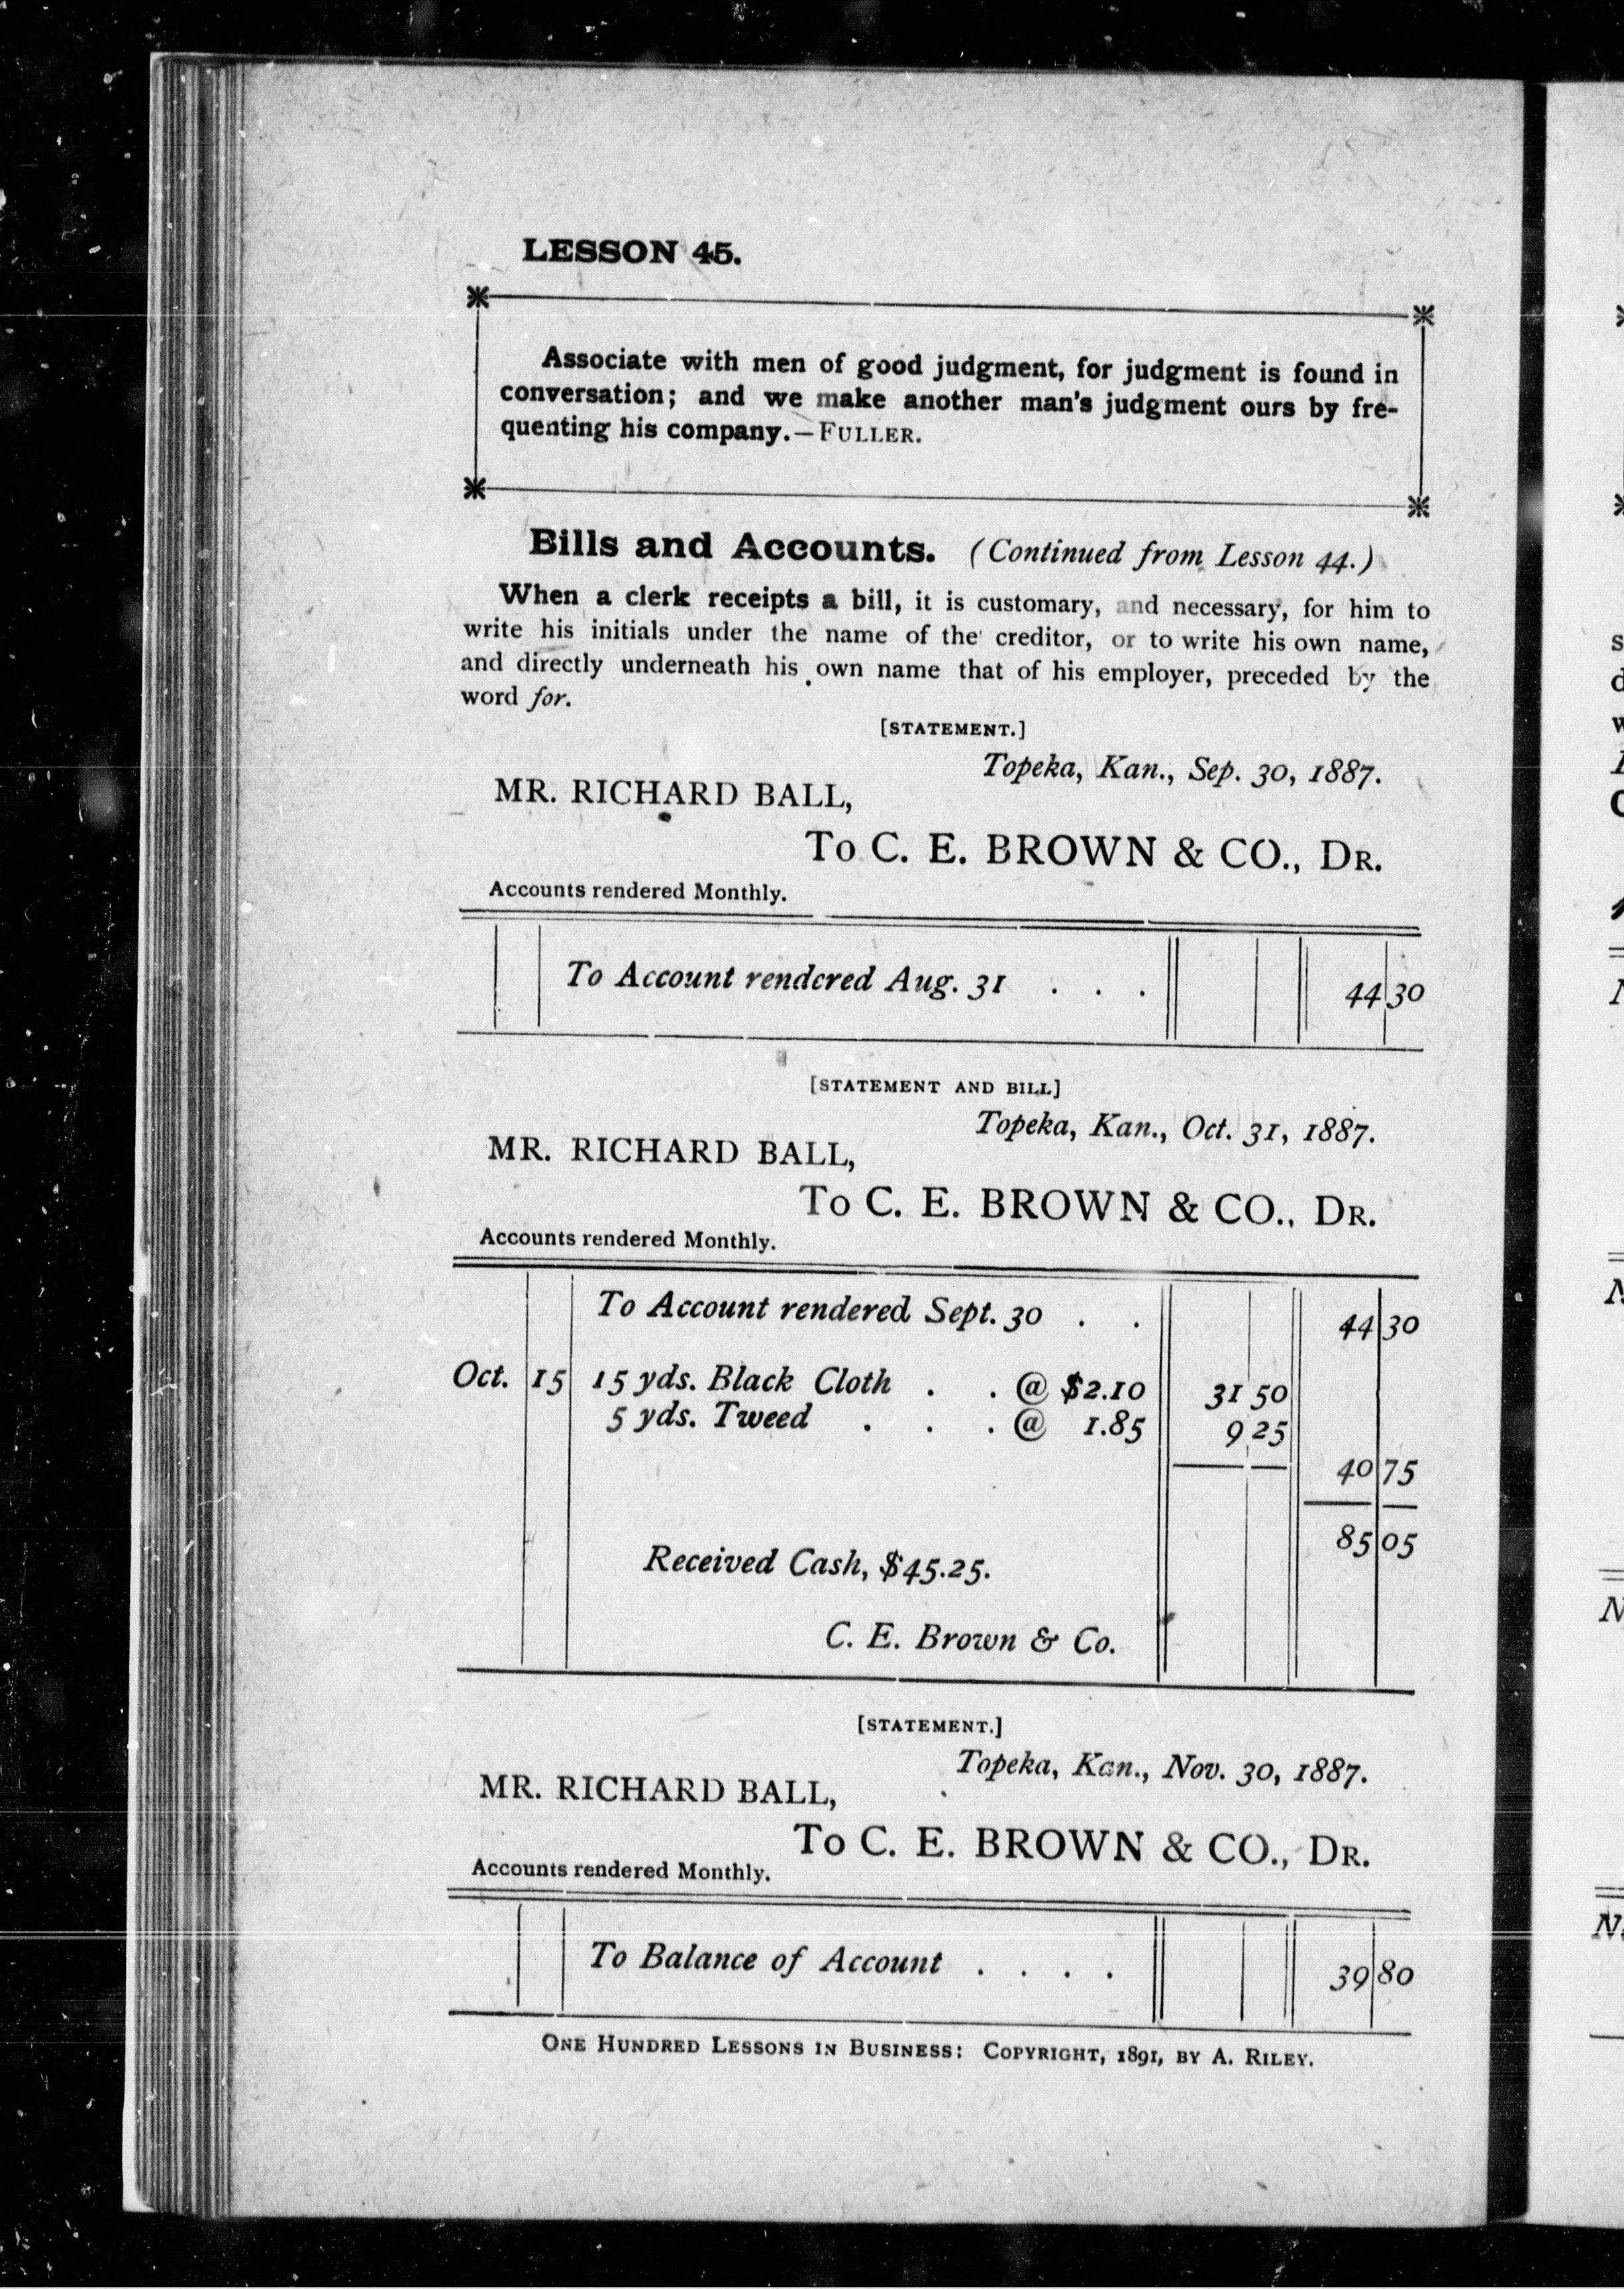 LESSON 45.
Associate with men of good judgment, for judgment is found in
conversation; and we make another man's judgment ours by fre-
quenting his company.—FULLER.
Bills and Accounts. (Continued from Lesson 44.)
When a clerk receipts a bill, it is customary, and necessary, for him to
write his initials under the name of the creditor, or to write his own name,
and directly underneath his own name that of his employer, preceded by the
word for.
[STATEMENT.]
Topeka, Kan., Sep. 30, 1887.
MR. RICHARD BALL,
To C. E. BROWN & CO., DR.
Accounts rendered Monthly.
To Account rendered Aug. 31 . . . 44 30
[STATEMENT AND BILL]
Topeka, Kan., Oct. 31, 1887.
MR. RICHARD BALL,
To C. E. BROWN & CO., DR.
Accounts rendered Monthly.
To Account rendered Sept. 30 . . 44 30
Oct. 15 15 yds. Black Cloth . . @ $2.10 31 50
5 yds. Tweed . . . @ 1.85 9 25
40 75
85 05
Received Cash, $45.25.
C. E. Brown & Co.
[STATEMENT.]
Topeka, Kan., Nov. 30, 1887.
MR. RICHARD BALL,
To C. E. BROWN & CO., DR.
Accounts rendered Monthly.
To Balance of Account . . . . 39 80
ONE HUNDRED LESSONS IN BUSINESS: COPYRIGHT, 1891, BY A. RILEY.